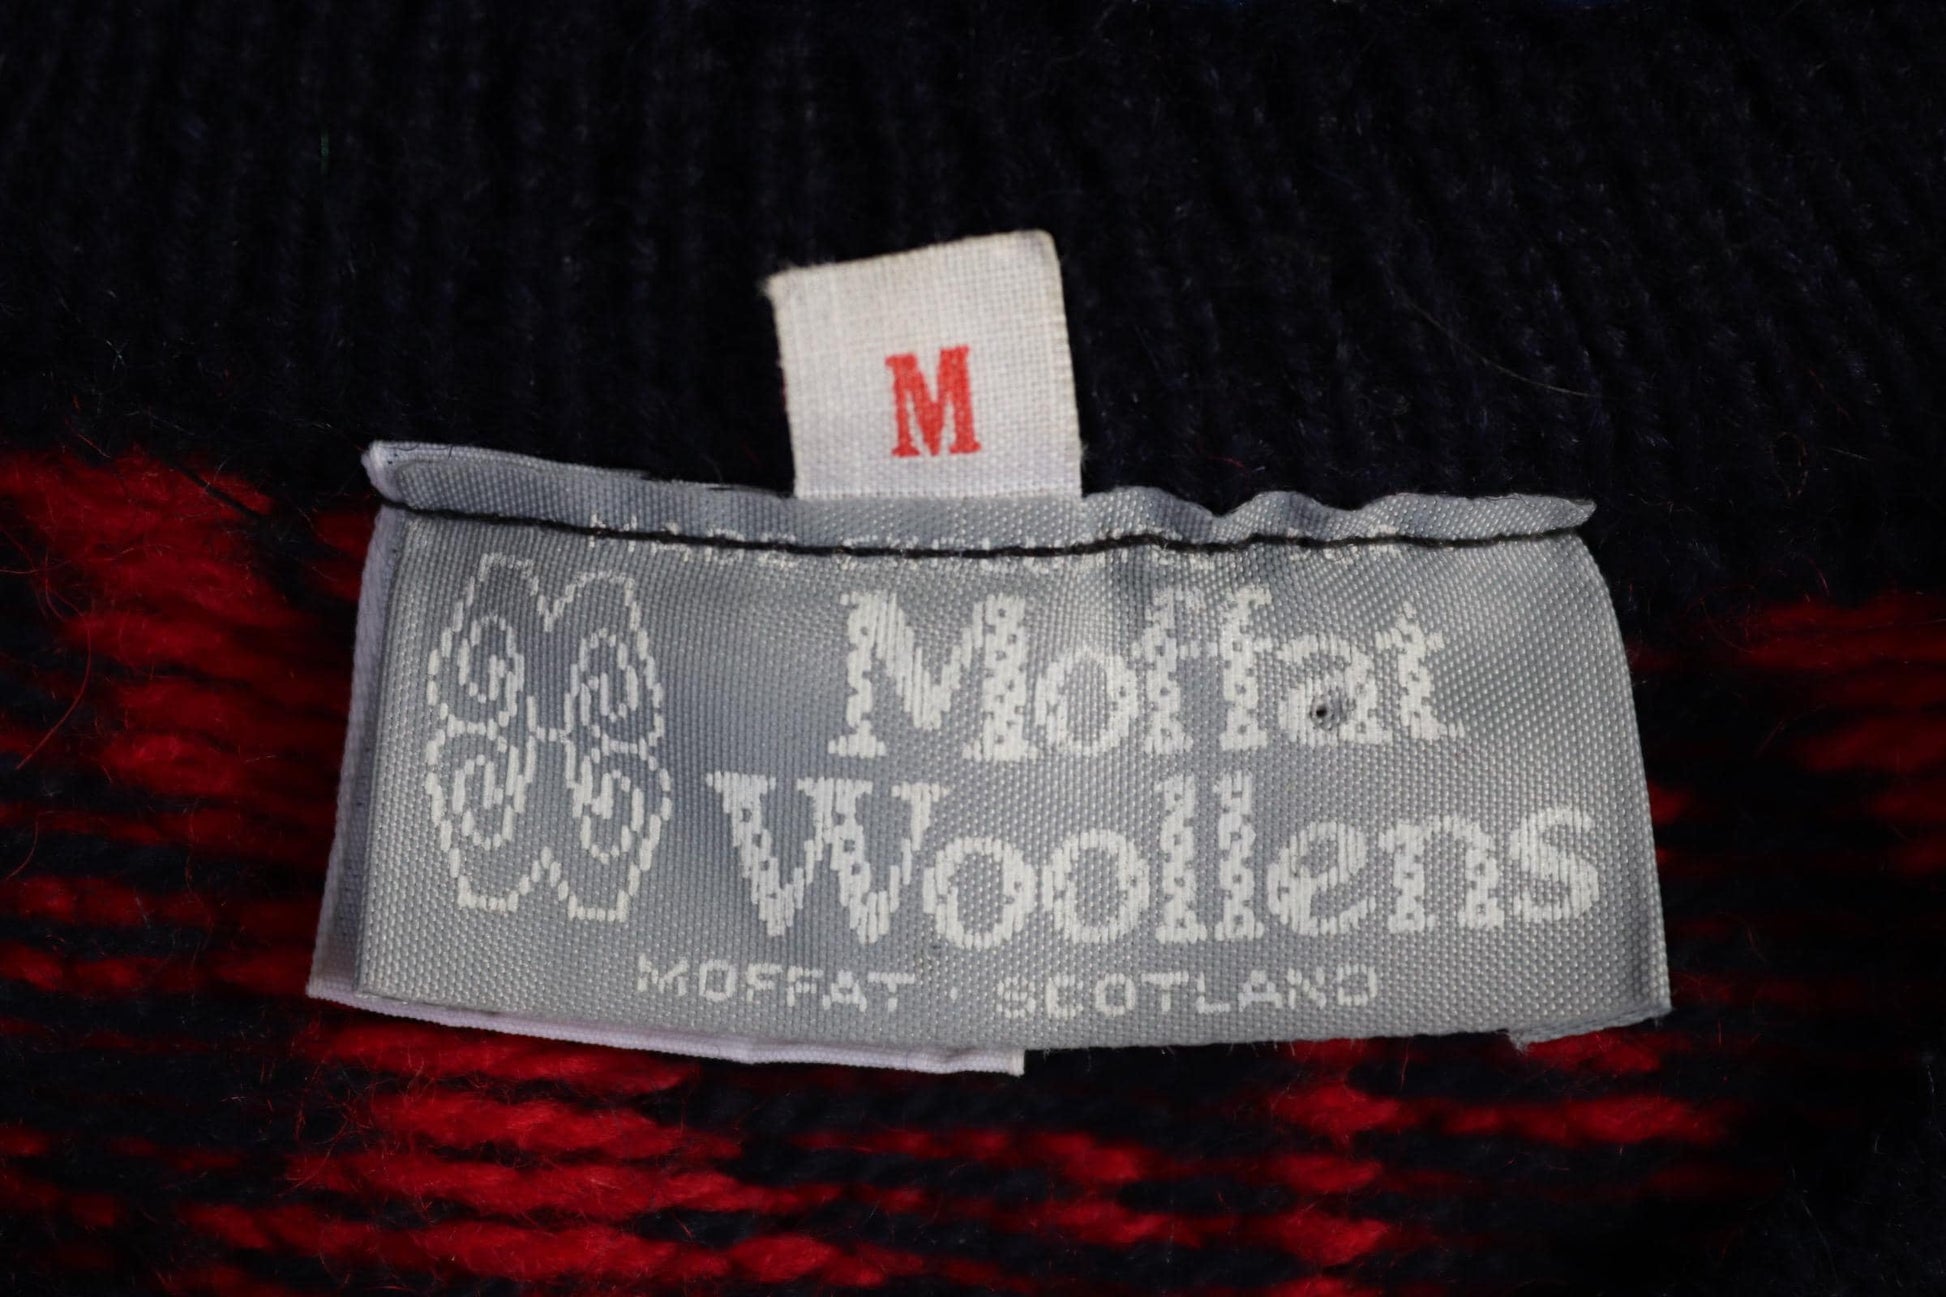 M
Moffat
Woollens
MOFFAT · SCOTLAND